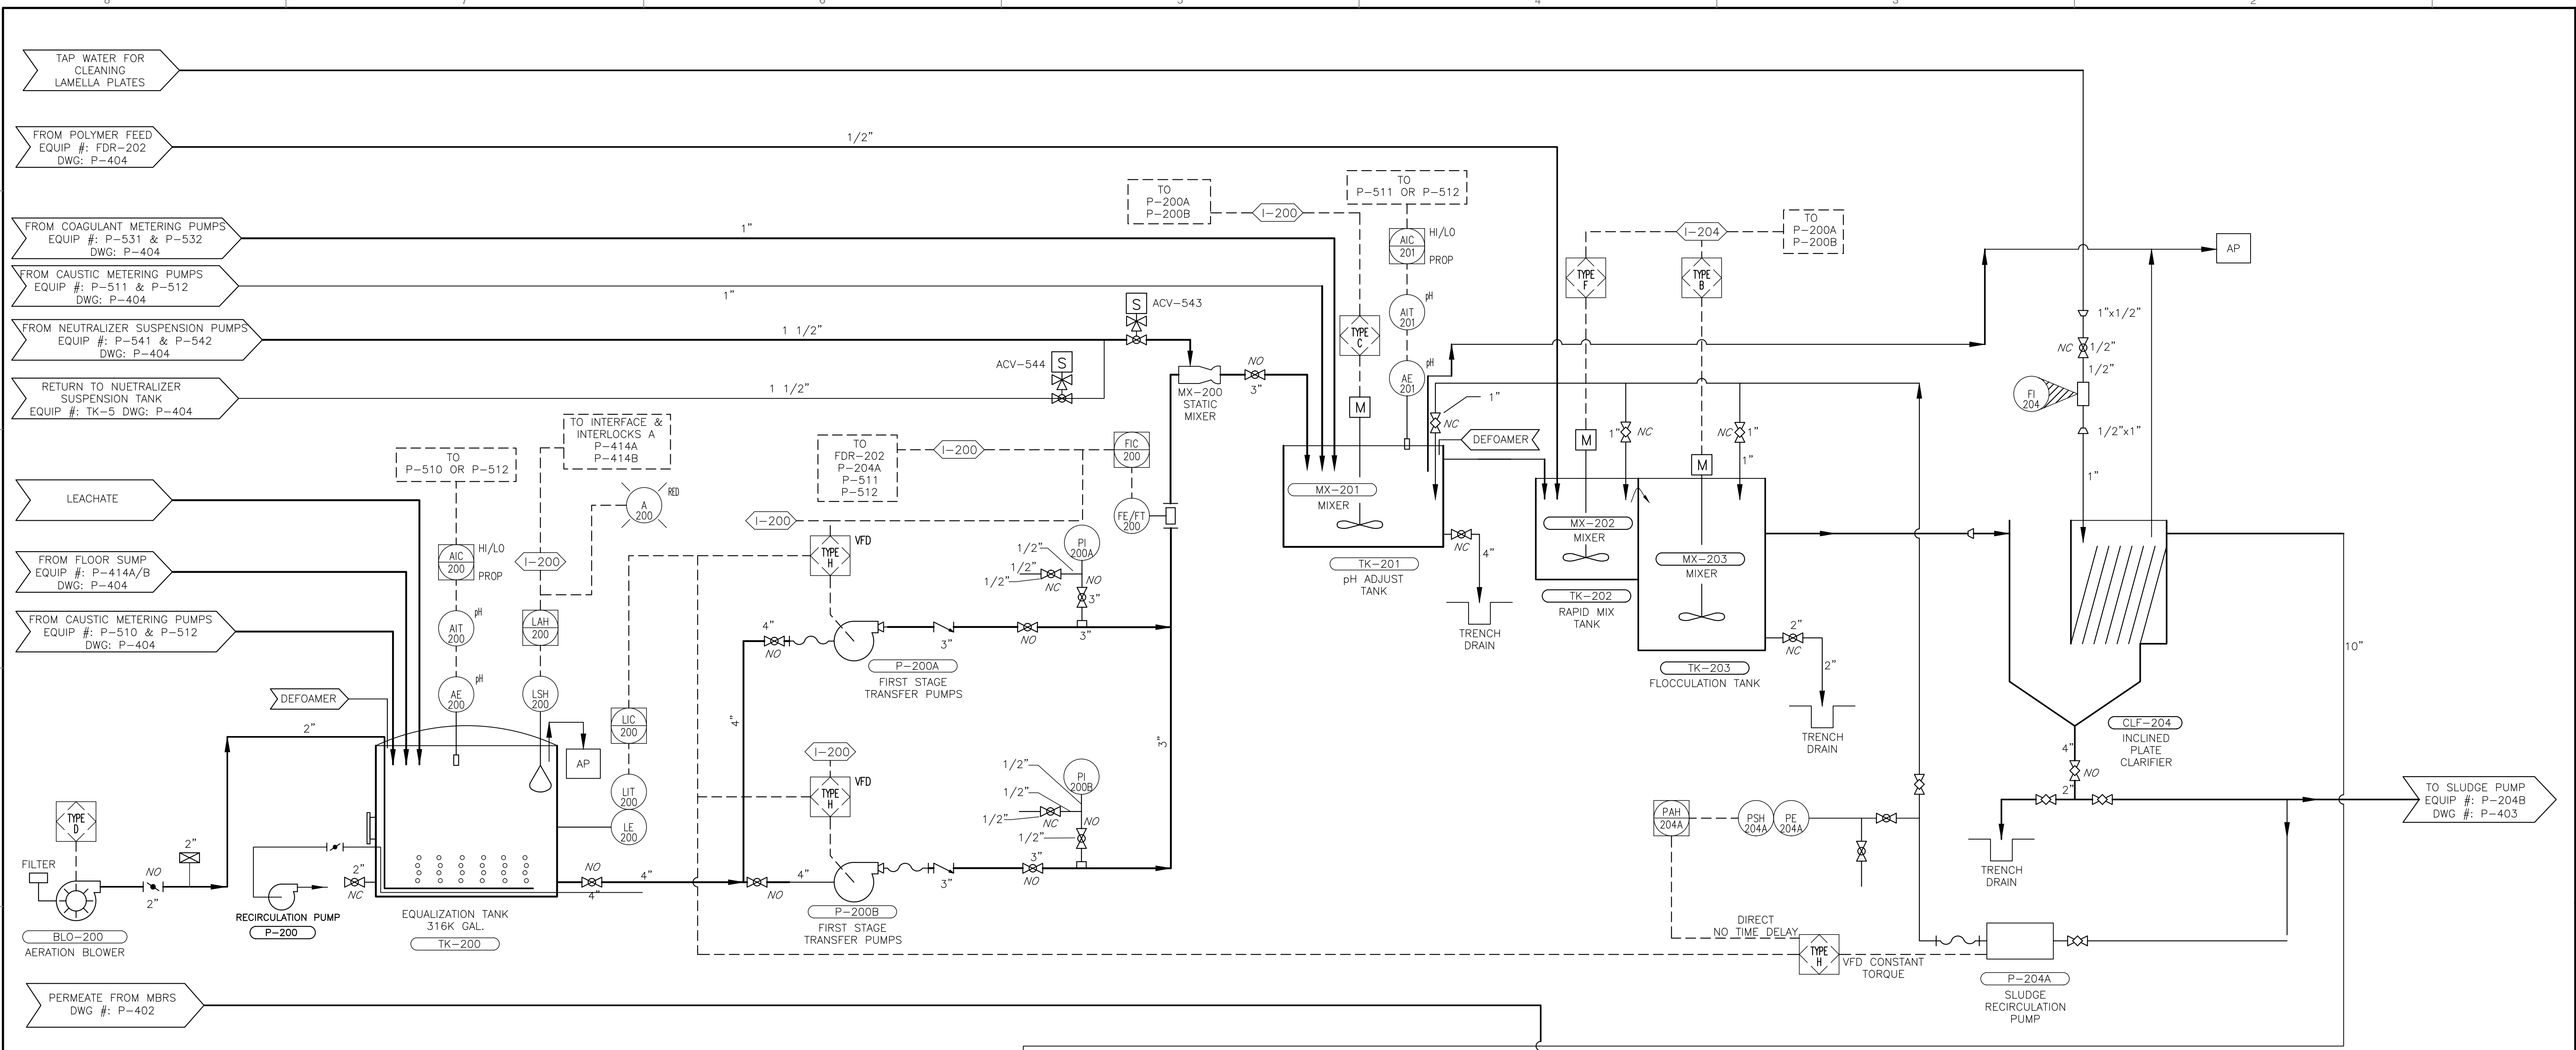 8
7
6
5
4
3
2
TAP WATER FOR
CLEANING
LAMELLA PLATES
FROM POLYMER FEED
EQUIP #: FDR-202
DWG: P-404
1/2"
FROM COAGULANT METERING PUMPS
EQUIP #: P-531 & P-532
DWG: P-404
1"
FROM CAUSTIC METERING PUMPS
EQUIP #: P-511 & P-512
DWG: P-404
1"
FROM NEUTRALIZER SUSPENSION PUMPS
EQUIP #: P-541 & P-542
DWG: P-404
1 1/2"
S
ACV-543
RETURN TO NUETRALIZER
SUSPENSION TANK
EQUIP #: TK-5 DWG: P-404
1 1/2"
ACV-544
S
MX-200
STATIC
MIXER
NO
3"
LEACHATE
FROM FLOOR SUMP
EQUIP #: P-414A/B
DWG: P-404
FROM CAUSTIC METERING PUMPS
EQUIP #: P-510 & P-512
DWG: P-404
DEFOAMER
2"
TO
P-510 OR P-512
AIC
200
HI/LO
PROP
AIT
200
pH
AE
200
pH
TO INTERFACE &
INTERLOCKS A
P-414A
P-414B
A
200
RED
I-200
LAH
200
LSH
200
AP
LIC
200
LIT
200
LE
200
TYPE
D
FILTER
NO
2"
2"
BLO-200
AERATION BLOWER
RECIRCULATION PUMP
P-200
2"
NC
EQUALIZATION TANK
316K GAL.
TK-200
NO
4"
4"
4"
TO
FDR-202
P-204A
P-511
P-512
I-200
FIC
200
FE/FT
200
I-200
TYPE
H
VFD
4"
NO
P-200A
FIRST STAGE
TRANSFER PUMPS
3"
NO
PI
200A
1/2"
1/2"
NC
NO
3"
3"
I-200
TYPE
H
VFD
NO
4"
P-200B
FIRST STAGE
TRANSFER PUMPS
3"
3"
NO
PI
200B
1/2"
1/2"
1/2"
NC
NO
1/2"
3"
TO
P-200A
P-200B
I-200
TYPE
C
M
TO
P-511 OR P-512
AIC
201
HI/LO
PROP
AIT
201
pH
AE
201
pH
NC
1"
DEFOAMER
MX-201
MIXER
TK-201
pH ADJUST
TANK
NC
4"
TRENCH
DRAIN
I-204
TO
P-200A
P-200B
TYPE
F
TYPE
B
M
M
1"
NC
NC
1"
1"
MX-202
MIXER
TK-202
RAPID MIX
TANK
MX-203
MIXER
TK-203
FLOCCULATION TANK
2"
NC
2"
TRENCH
DRAIN
AP
1"x1/2"
NC
1/2"
1/2"
FI
204
1/2"x1"
1"
10"
CLF-204
INCLINED
PLATE
CLARIFIER
4"
NO
2"
TRENCH
DRAIN
TO SLUDGE PUMP
EQUIP #: P-204B
DWG #: P-403
PAH
204A
PSH
204A
PE
204A
DIRECT
NO TIME DELAY
TYPE
H
VFD CONSTANT
TORQUE
P-204A
SLUDGE
RECIRCULATION
PUMP
PERMEATE FROM MBRS
DWG #: P-402